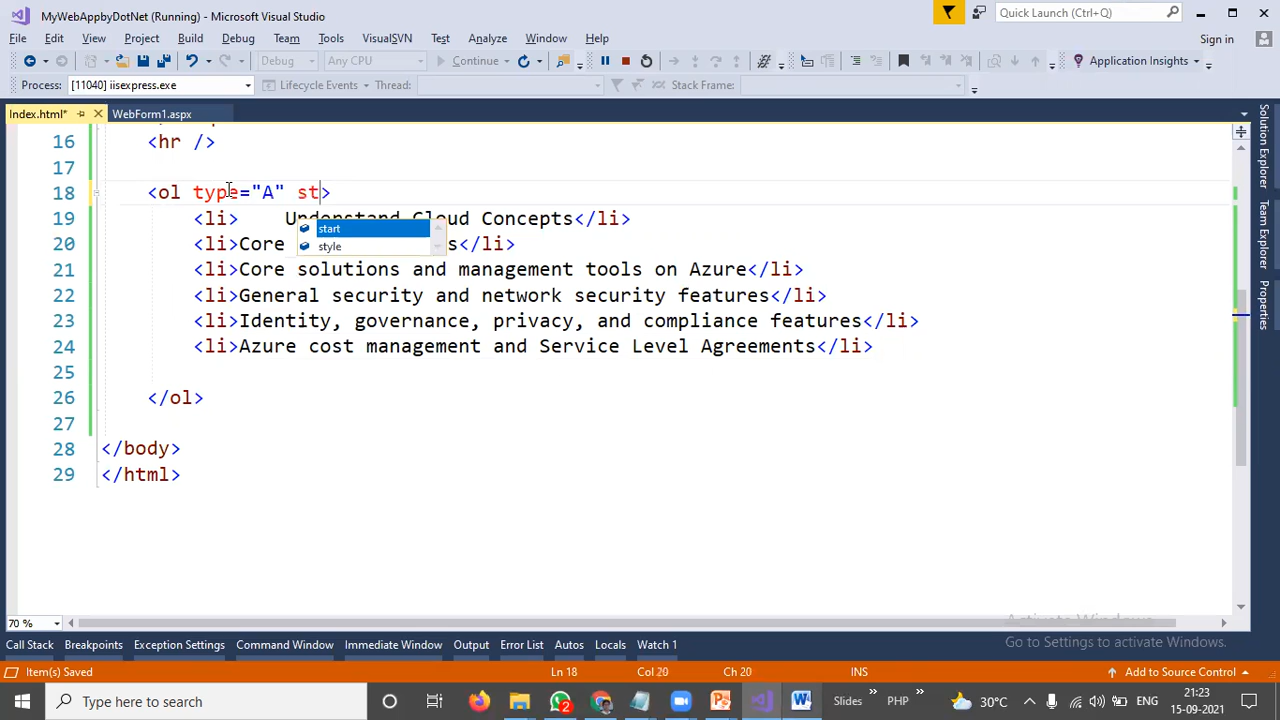 MyWebAppbyDotNet (Running) - Microsoft Visual Studio
Quick Launch (Ctrl+Q)
File Edit View Project Build Debug Team Tools VisualSVN Test Analyze Window Help
Sign in
Debug Any CPU Continue Application Insights
Process: [11040] iisexpress.exe Lifecycle Events Thread: Stack Frame:
Index.html* WebForm1.aspx
16 <hr />
17
18 <ol type="A" st>
19 <li> Understand Cloud Concepts</li>
start
20 <li>Core s</li>
style
21 <li>Core solutions and management tools on Azure</li>
22 <li>General security and network security features</li>
23 <li>Identity, governance, privacy, and compliance features</li>
24 <li>Azure cost management and Service Level Agreements</li>
25
26 </ol>
27
28 </body>
29 </html>
Solution Explorer
Team Explorer
Properties
Activate Windows
Go to Settings to activate Windows.
70 %
Call Stack Breakpoints Exception Settings Command Window Immediate Window Output Error List Autos Locals Watch 1
Item(s) Saved Ln 18 Col 20 Ch 20 INS Add to Source Control
Type here to search
2
Slides PHP 30°C ENG 21:23
15-09-2021